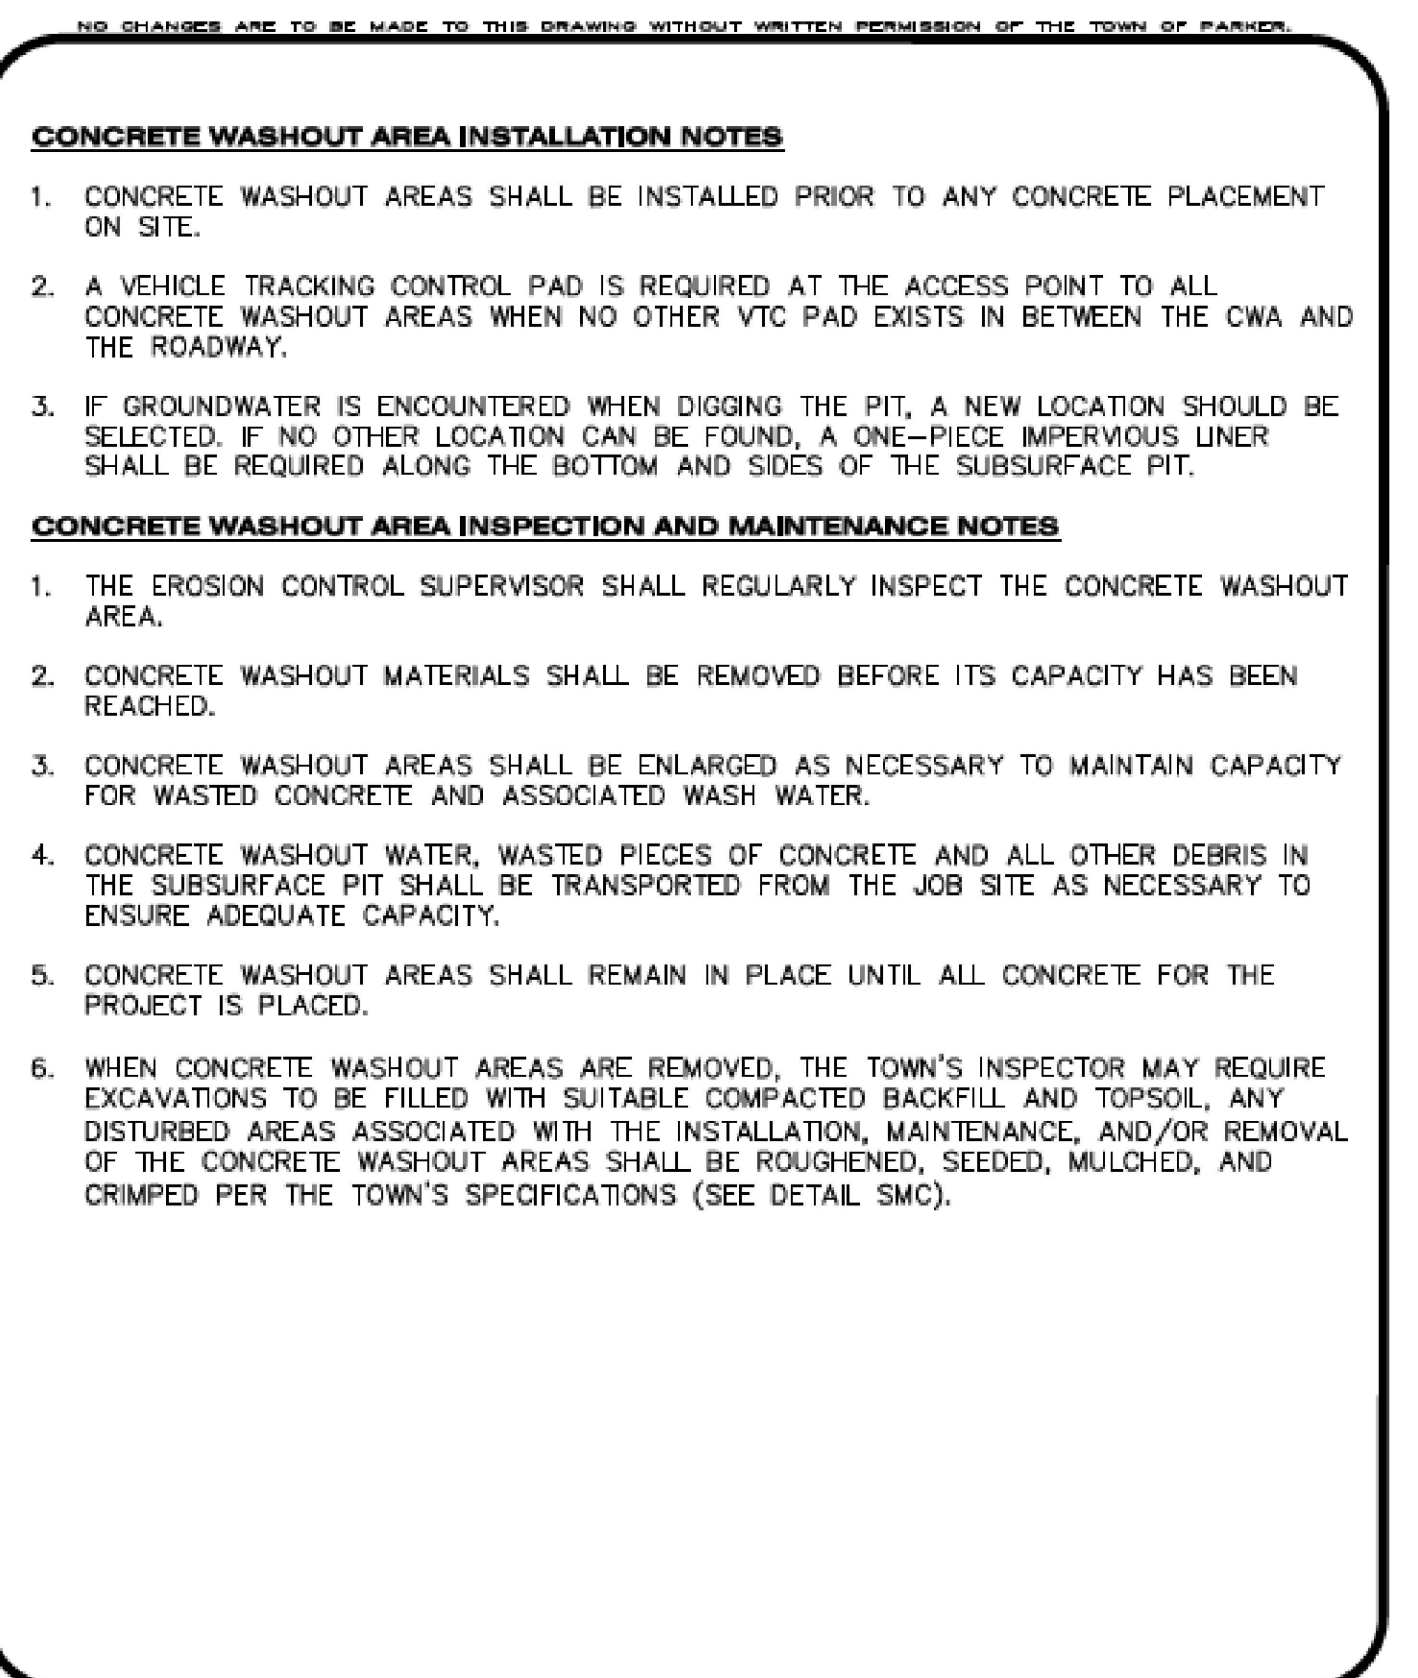 NO CHANGES ARE TO BE MADE TO THIS DRAWING WITHOUT WRITTEN PERMISSION OF THE TOWN OF PARKER.
CONCRETE WASHOUT AREA INSTALLATION NOTES
1. CONCRETE WASHOUT AREAS SHALL BE INSTALLED PRIOR TO ANY CONCRETE PLACEMENT
ON SITE.
2. A VEHICLE TRACKING CONTROL PAD IS REQUIRED AT THE ACCESS POINT TO ALL
CONCRETE WASHOUT AREAS WHEN NO OTHER VTC PAD EXISTS IN BETWEEN THE CWA AND
THE ROADWAY.
3. IF GROUNDWATER IS ENCOUNTERED WHEN DIGGING THE PIT, A NEW LOCATION SHOULD BE
SELECTED. IF NO OTHER LOCATION CAN BE FOUND, A ONE-PIECE IMPERVIOUS LINER
SHALL BE REQUIRED ALONG THE BOTTOM AND SIDES OF THE SUBSURFACE PIT.
CONCRETE WASHOUT AREA INSPECTION AND MAINTENANCE NOTES
1. THE EROSION CONTROL SUPERVISOR SHALL REGULARLY INSPECT THE CONCRETE WASHOUT
AREA.
2. CONCRETE WASHOUT MATERIALS SHALL BE REMOVED BEFORE ITS CAPACITY HAS BEEN
REACHED.
3. CONCRETE WASHOUT AREAS SHALL BE ENLARGED AS NECESSARY TO MAINTAIN CAPACITY
FOR WASTED CONCRETE AND ASSOCIATED WASH WATER.
4. CONCRETE WASHOUT WATER, WASTED PIECES OF CONCRETE AND ALL OTHER DEBRIS IN
THE SUBSURFACE PIT SHALL BE TRANSPORTED FROM THE JOB SITE AS NECESSARY TO
ENSURE ADEQUATE CAPACITY.
5. CONCRETE WASHOUT AREAS SHALL REMAIN IN PLACE UNTIL ALL CONCRETE FOR THE
PROJECT IS PLACED.
6. WHEN CONCRETE WASHOUT AREAS ARE REMOVED, THE TOWN'S INSPECTOR MAY REQUIRE
EXCAVATIONS TO BE FILLED WITH SUITABLE COMPACTED BACKFILL AND TOPSOIL, ANY
DISTURBED AREAS ASSOCIATED WITH THE INSTALLATION, MAINTENANCE, AND/OR REMOVAL
OF THE CONCRETE WASHOUT AREAS SHALL BE ROUGHENED, SEEDED, MULCHED, AND
CRIMPED PER THE TOWN'S SPECIFICATIONS (SEE DETAIL SMC).